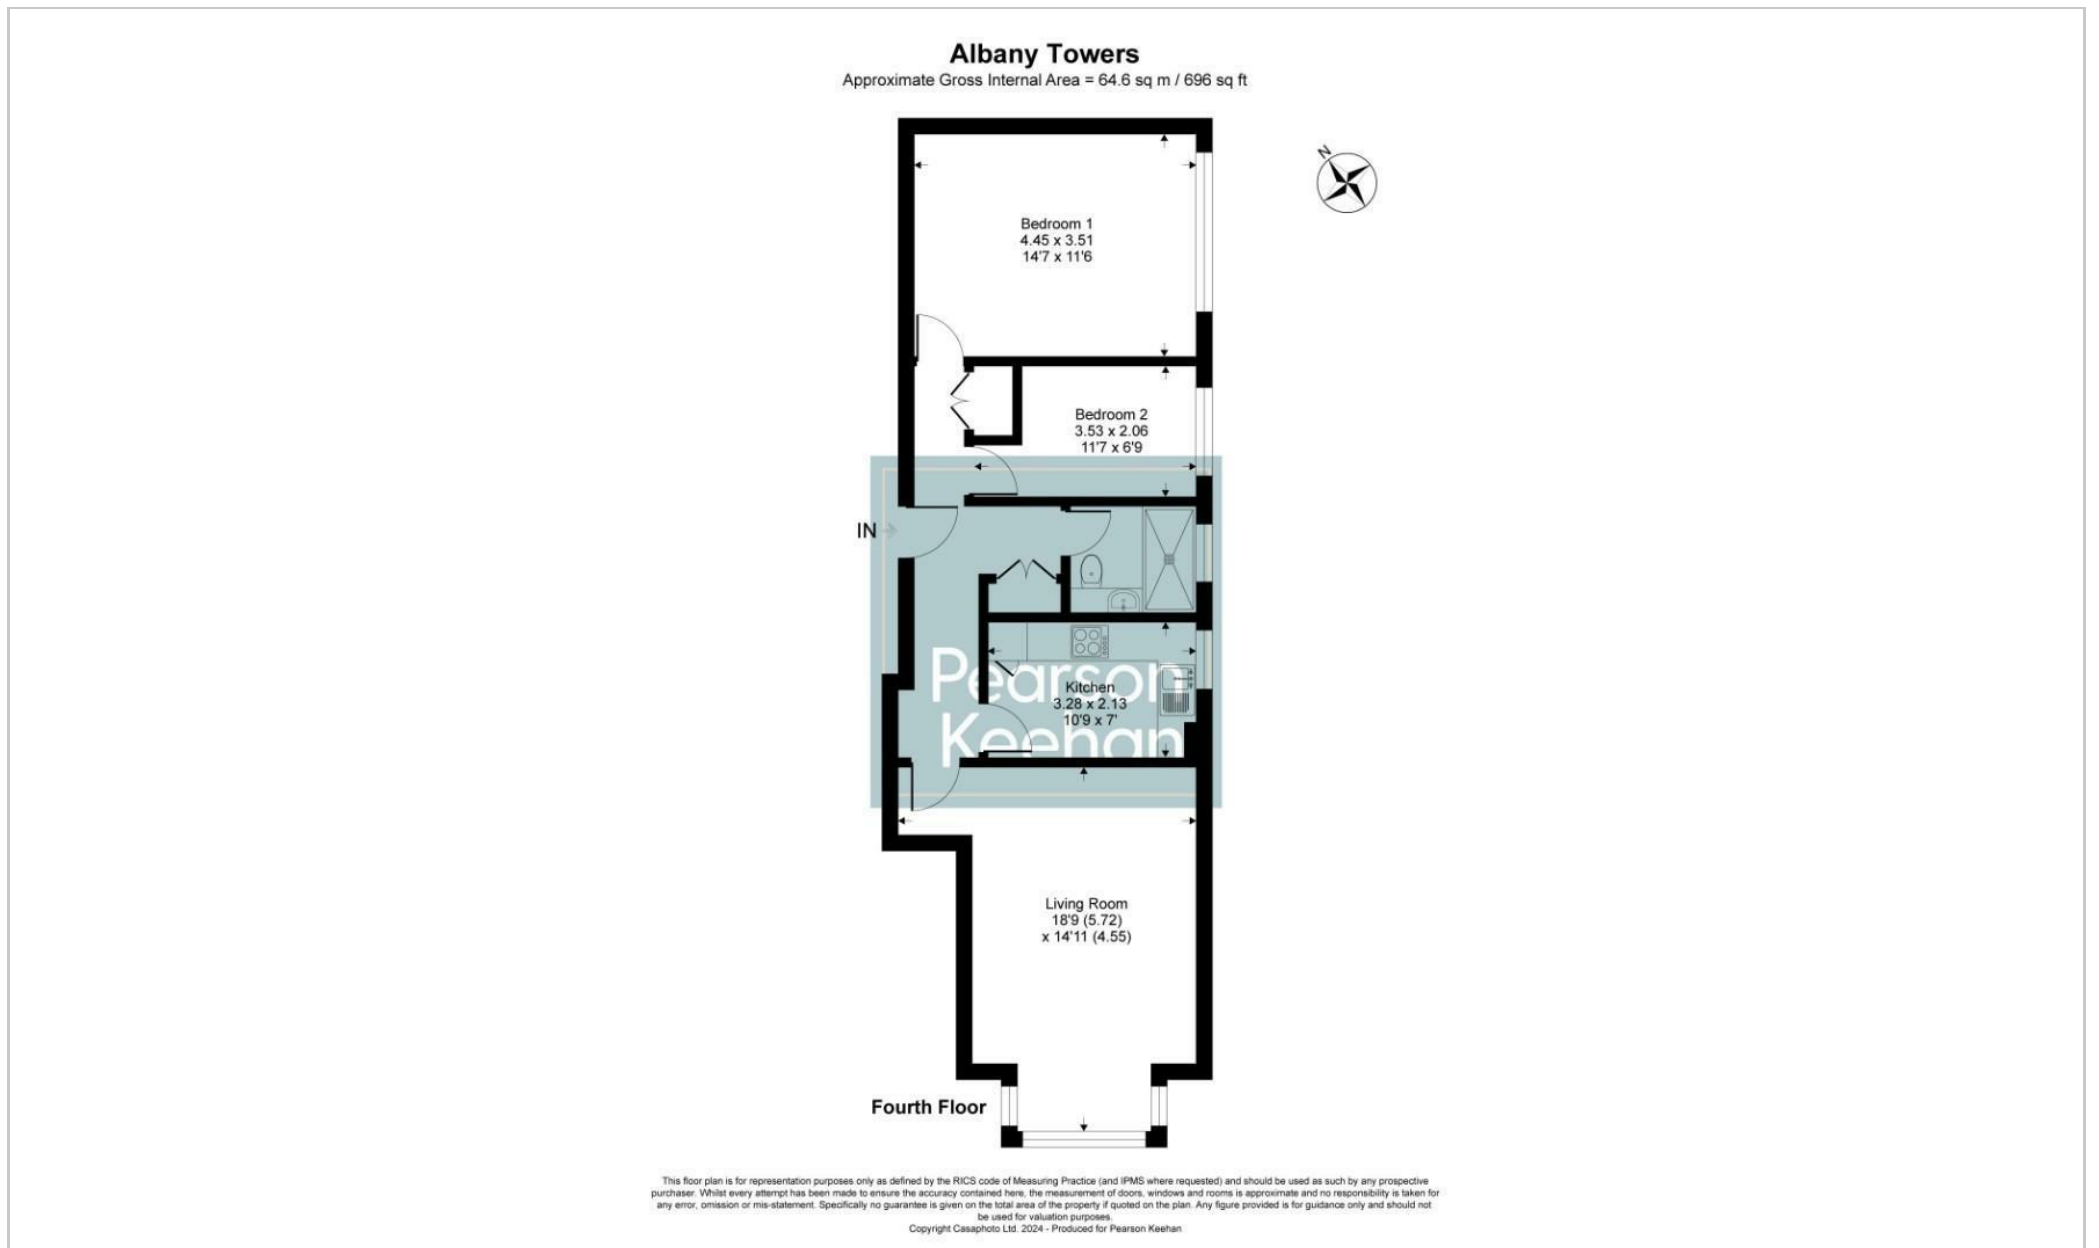 Albany Towers
Approximate Gross Internal Area = 64.6 sq m / 696 sq ft
N
Bedroom 1
4.45 x 3.51
14'7 x 11'6
Bedroom 2
3.53 x 2.06
11'7 x 6'9
IN
Pearson
Keehan
Kitchen
3.28 x 2.13
10'9 x 7'
Living Room
18'9 (5.72)
x 14'11 (4.55)
Fourth Floor
This floor plan is for representation purposes only as defined by the RICS code of Measuring Practice (and IPMS where requested) and should be used as such by any prospective
purchaser. Whilst every attempt has been made to ensure the accuracy contained here, the measurement of doors, windows and rooms is approximate and no responsibility is taken for
any error, omission or mis-statement. Specifically no guarantee is given on the total area of the property if quoted on the plan. Any figure provided is for guidance only and should not
be used for valuation purposes.
Copyright Casaphoto Ltd. 2024 - Produced for Pearson Keehan